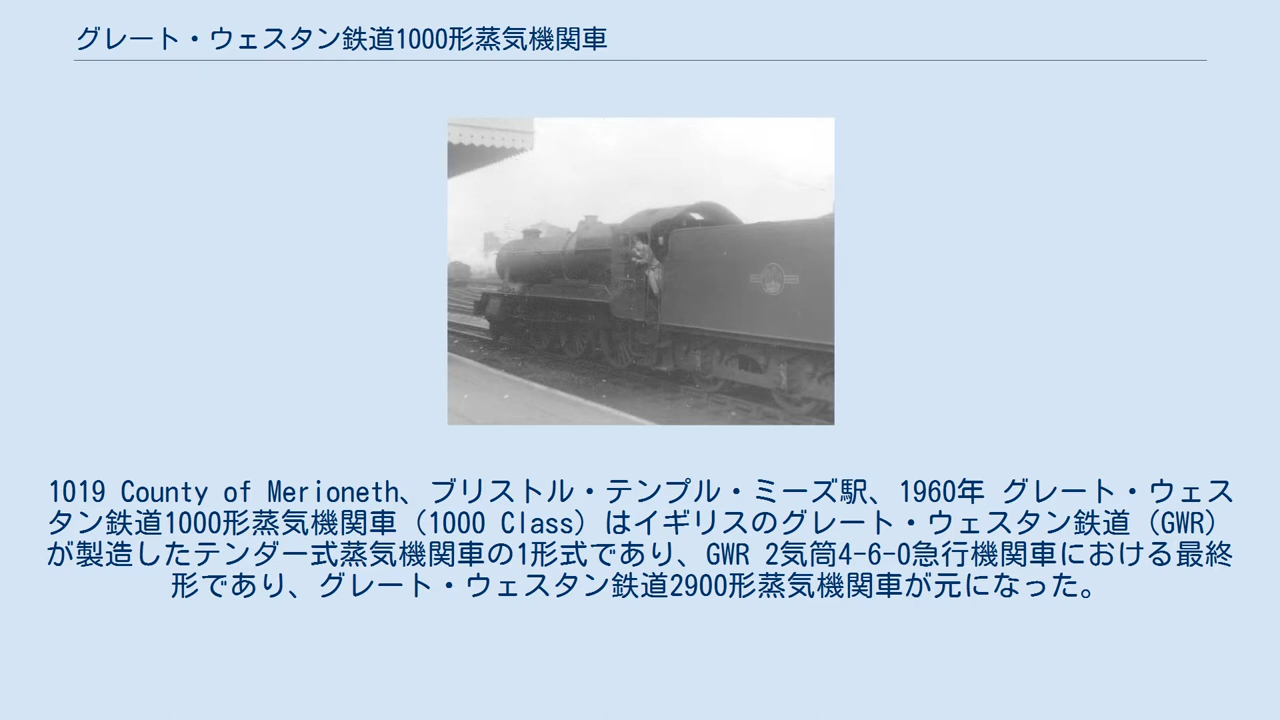 グレート・ウェスタン鉄道1000形蒸気機関車
1019 County of Merioneth、ブリストル・テンプル・ミーズ駅、1960年 グレート・ウェス
タン鉄道1000形蒸気機関車（1000 Class）はイギリスのグレート・ウェスタン鉄道（GWR）
が製造したテンダー式蒸気機関車の1形式であり、GWR 2気筒4-6-0急行機関車における最終
形であり、グレート・ウェスタン鉄道2900形蒸気機関車が元になった。